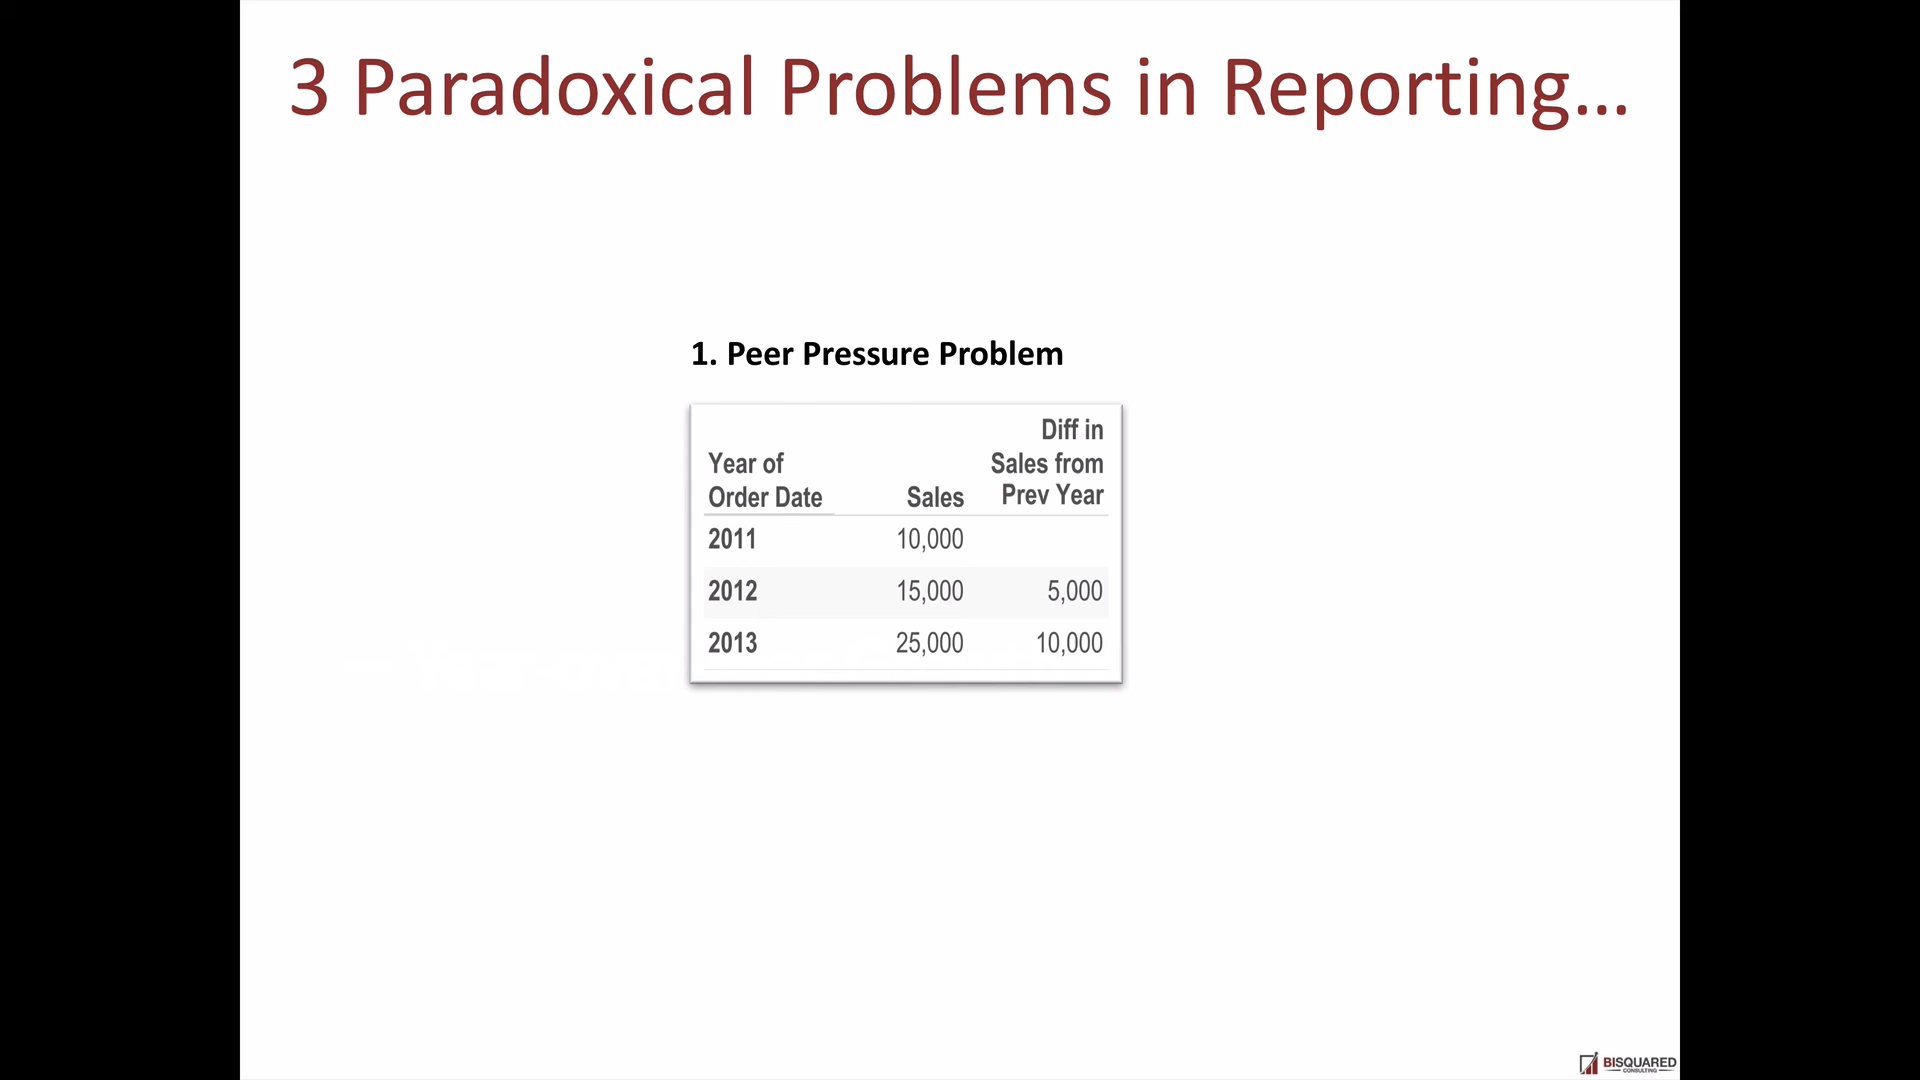 3 Paradoxical Problems in Reporting...
1. Peer Pressure Problem
Year of Order Date Sales Diff in Sales from Prev Year
2011 10,000
2012 15,000 5,000
2013 25,000 10,000
BISQUARED
CONSULTING